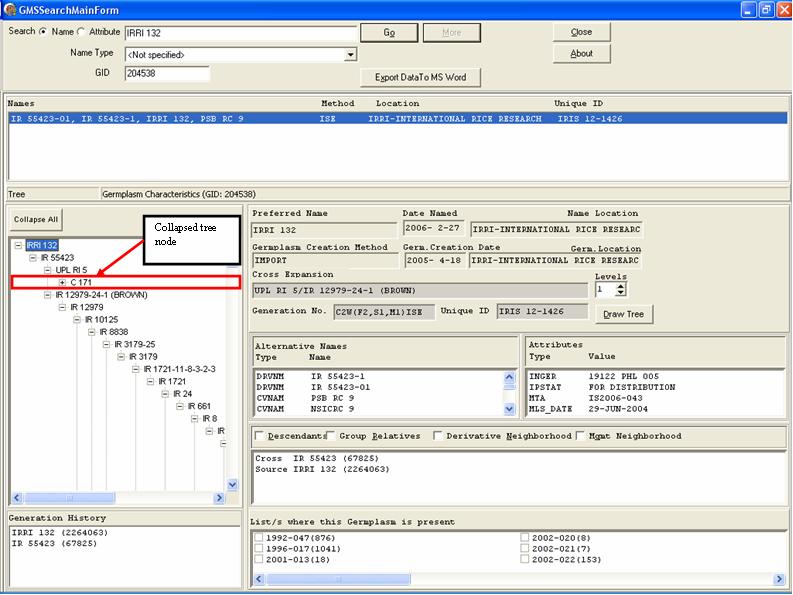 GMSSearchMainForm
Search Name Attribute IRRI 132 Go More Close
Name Type <Not specified> About
GID 204538 Export DataTo MS Word
Names Method Location Unique ID
IR 55423-01, IR 55423-1, IRRI 132, PSB RC 9 ISE IRRI-INTERNATIONAL RICE RESEARCH IRIS 12-1426
Tree Germplasm Characteristics (GID: 204538)
Collapse All
Collapsed tree
node
IRRI 132
IR 55423
UPL RI 5
C 171
IR 12979-24-1 (BROWN)
IR 12979
IR 10125
IR 8838
IR 3179-25
IR 3179
IR 1721-11-8-3-2-3
IR 1721
IR 24
IR 661
IR 8
IR
Generation History
IRRI 132 (2264063)
IR 55423 (67825)
Preferred Name Date Named Name Location
IRRI 132 2006- 2-27 IRRI-INTERNATIONAL RICE RESEARC
Germplasm Creation Method Germ.Creation Date Germ.Location
IMPORT 2005- 4-18 IRRI-INTERNATIONAL RICE RESEARC
Cross Expansion Levels
UPL RI 5/IR 12979-24-1 (BROWN) 1
Generation No. C2W(F2,S1,M1)ISE Unique ID IRIS 12-1426 Draw Tree
Alternative Names
Type Name
DRVNM IR 55423-1
DRVNM IR 55423-01
CVNAM PSB RC 9
CVNAM NSICRC 9
Attributes
Type Value
INGER 19122 PHL 005
IPSTAT FOR DISTRIBUTION
MTA IRIS06-043
MLS_DATE 29-JUN-2004
Descendants Group Relatives Derivative Neighborhood Mgmt Neighborhood
Cross IR 55423 (67825)
Source IRRI 132 (2264063)
List/s where this Germplasm is present
1992-047(876) 2002-020(8)
1996-017(1041) 2002-021(7)
2001-013(18) 2002-022(153)